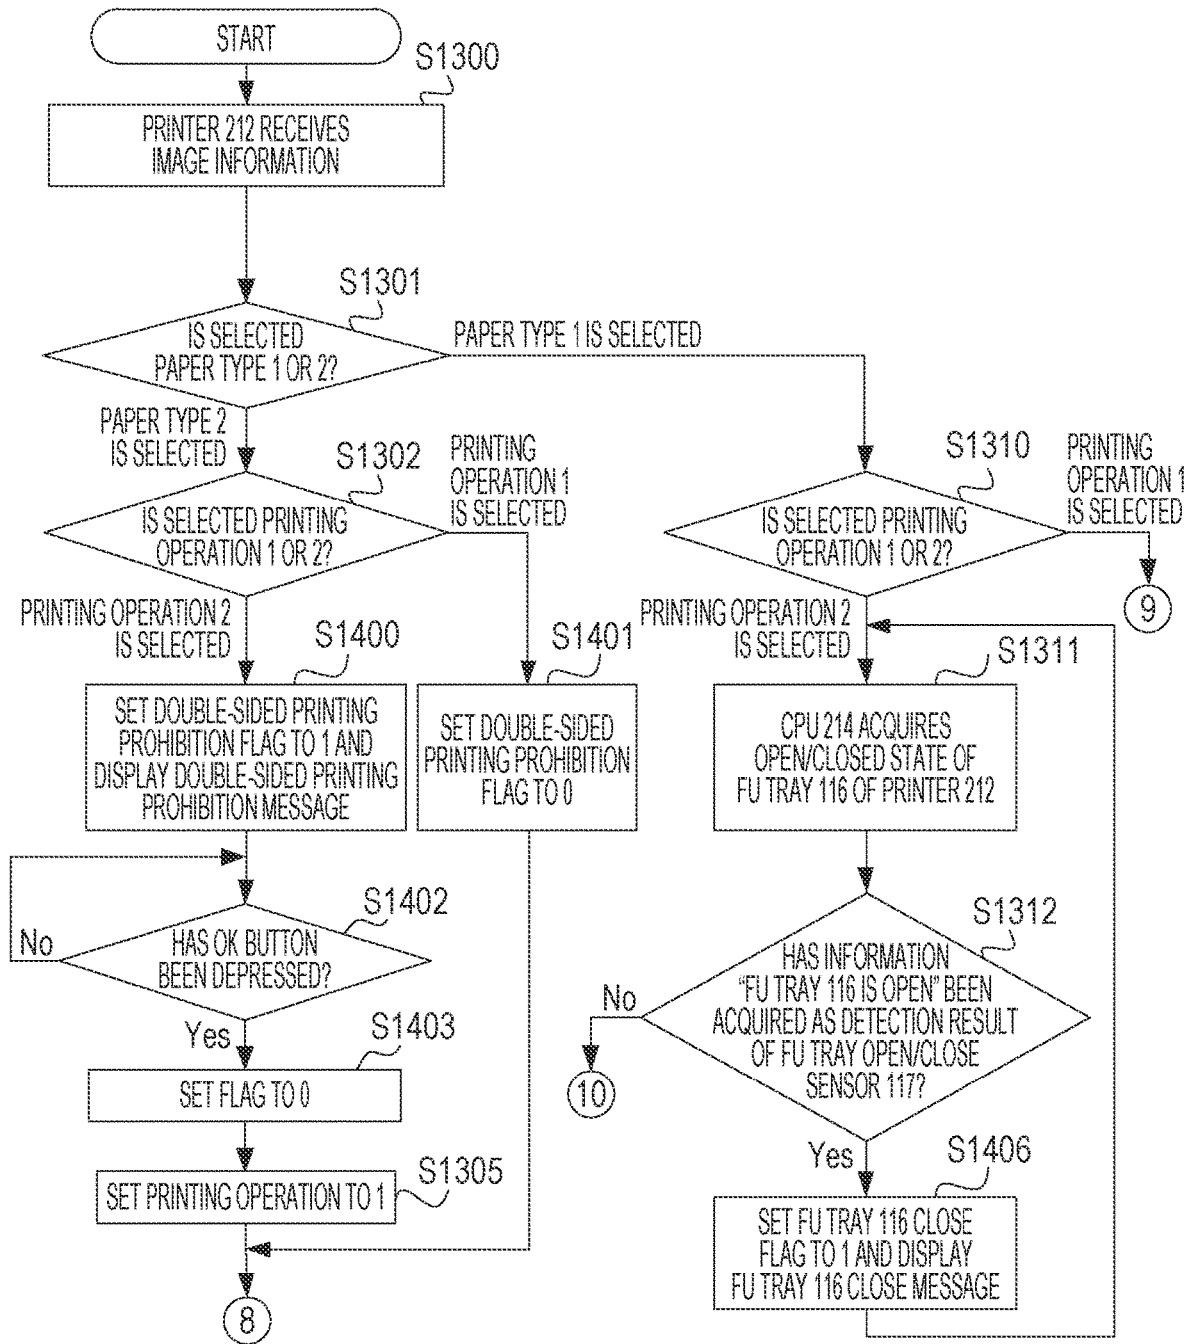 START
S1300
PRINTER 212 RECEIVES
IMAGE INFORMATION
S1301
IS SELECTED
PAPER TYPE 1 OR 2?
PAPER TYPE 1 IS SELECTED
PAPER TYPE 2
IS SELECTED
S1302
IS SELECTED PRINTING
OPERATION 1 OR 2?
PRINTING
OPERATION 1
IS SELECTED
S1310
IS SELECTED PRINTING
OPERATION 1 OR 2?
PRINTING
OPERATION 1
IS SELECTED
9
PRINTING OPERATION 2
IS SELECTED
S1400
SET DOUBLE-SIDED PRINTING
PROHIBITION FLAG TO 1 AND
DISPLAY DOUBLE-SIDED PRINTING
PROHIBITION MESSAGE
S1401
SET DOUBLE-SIDED
PRINTING PROHIBITION
FLAG TO 0
PRINTING OPERATION 2
IS SELECTED
S1311
CPU 214 ACQUIRES
OPEN/CLOSED STATE OF
FU TRAY 116 OF PRINTER 212
S1402
No
HAS OK BUTTON
BEEN DEPRESSED?
Yes
S1403
SET FLAG TO 0
SET PRINTING OPERATION TO 1
S1305
8
S1312
HAS INFORMATION
"FU TRAY 116 IS OPEN" BEEN
ACQUIRED AS DETECTION RESULT
OF FU TRAY OPEN/CLOSE
SENSOR 117?
No
10
Yes
S1406
SET FU TRAY 116 CLOSE
FLAG TO 1 AND DISPLAY
FU TRAY 116 CLOSE MESSAGE